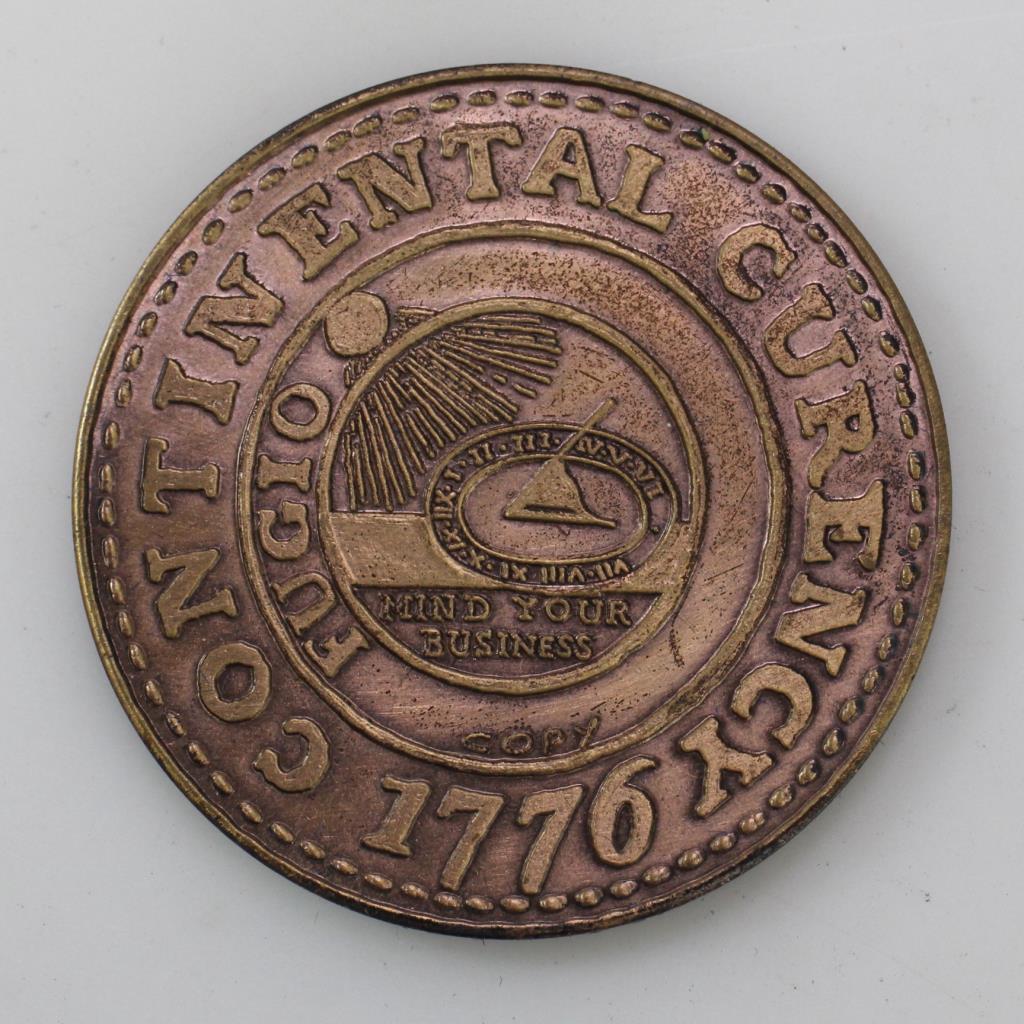 CONTINENTAL CURENCY
1776
FUGIO
MIND YOUR
BUSINESS
COPY